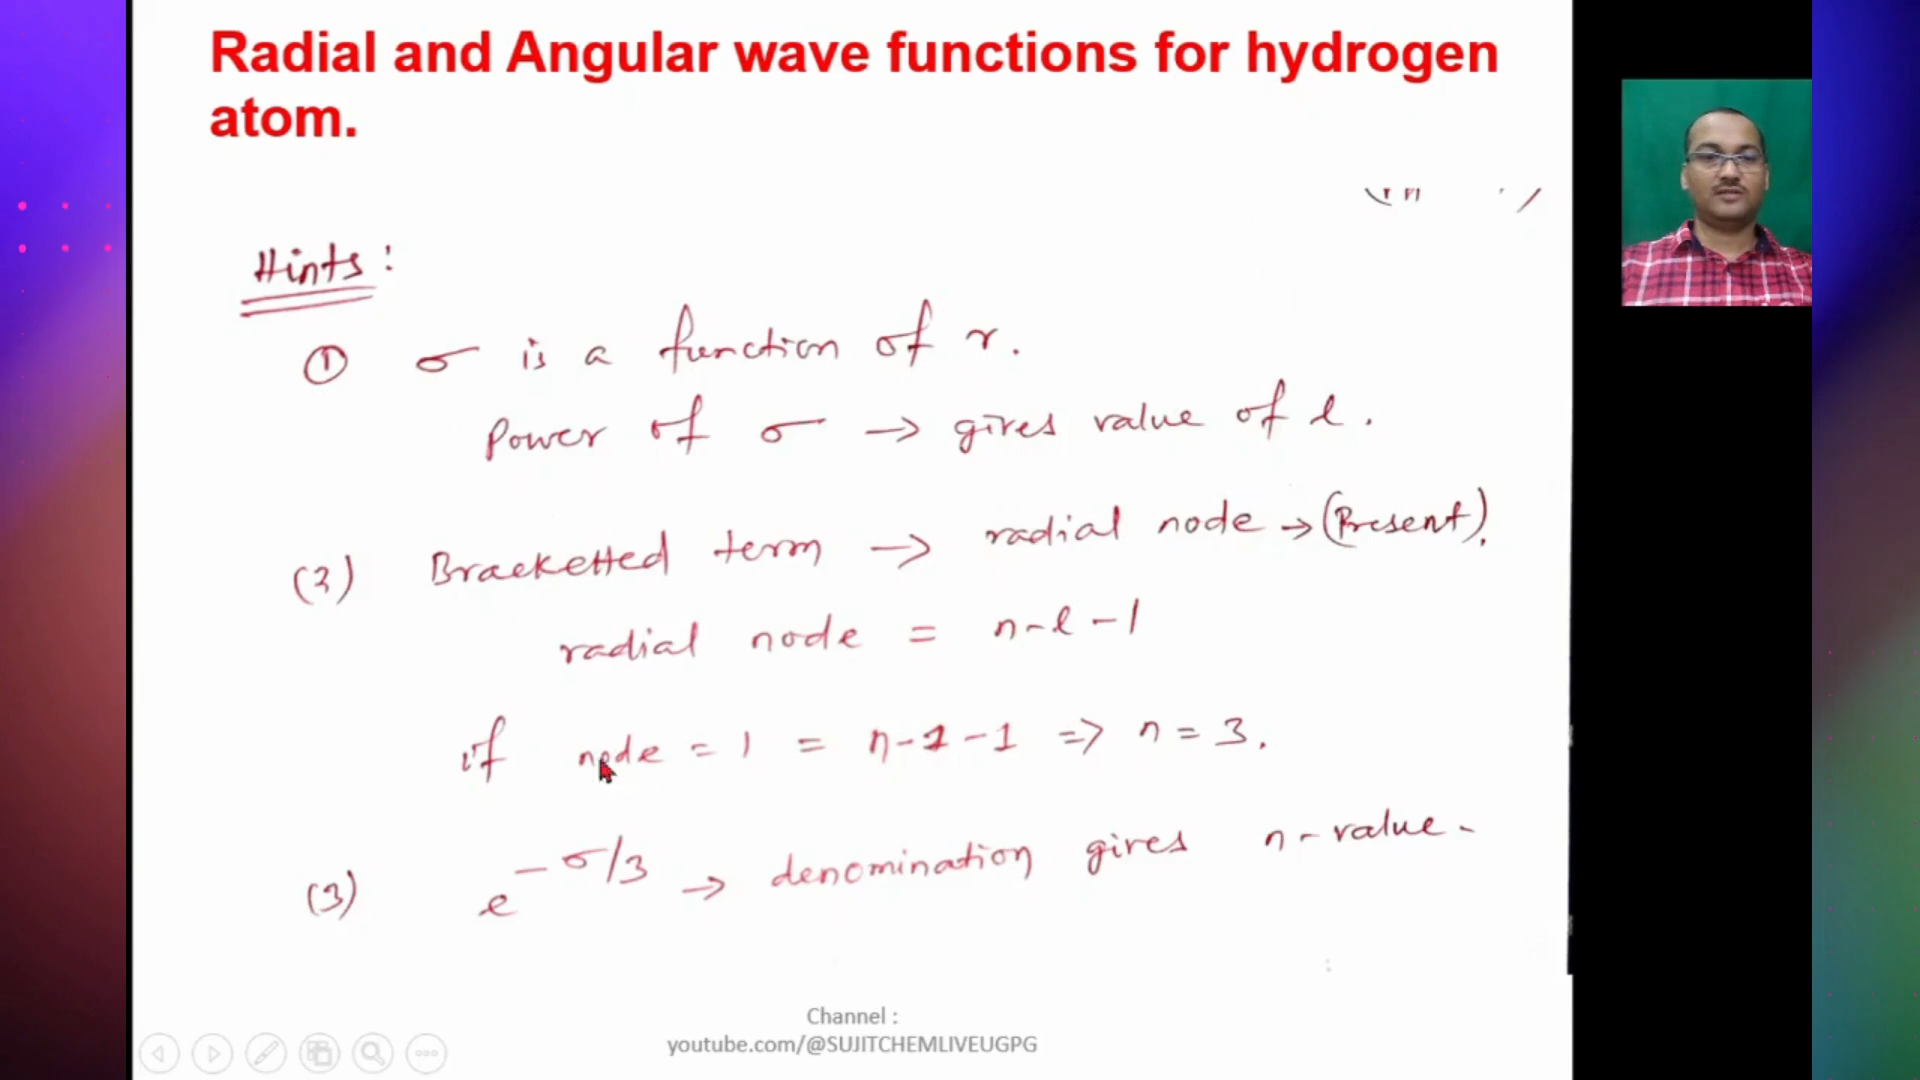 Radial and Angular wave functions for hydrogen
atom.
Hints :
① σ is a function of r.
Power of σ → gives value of l.
(2) Bracketted term → radial node → (Present).
radial node = n-l-1
if node = 1 = n-1-1 ⇒ n = 3.
(3) e^-σ/3 → denomination gires n-value-
Channel :
youtube.com/@SUJITCHEMLIVEUGPG